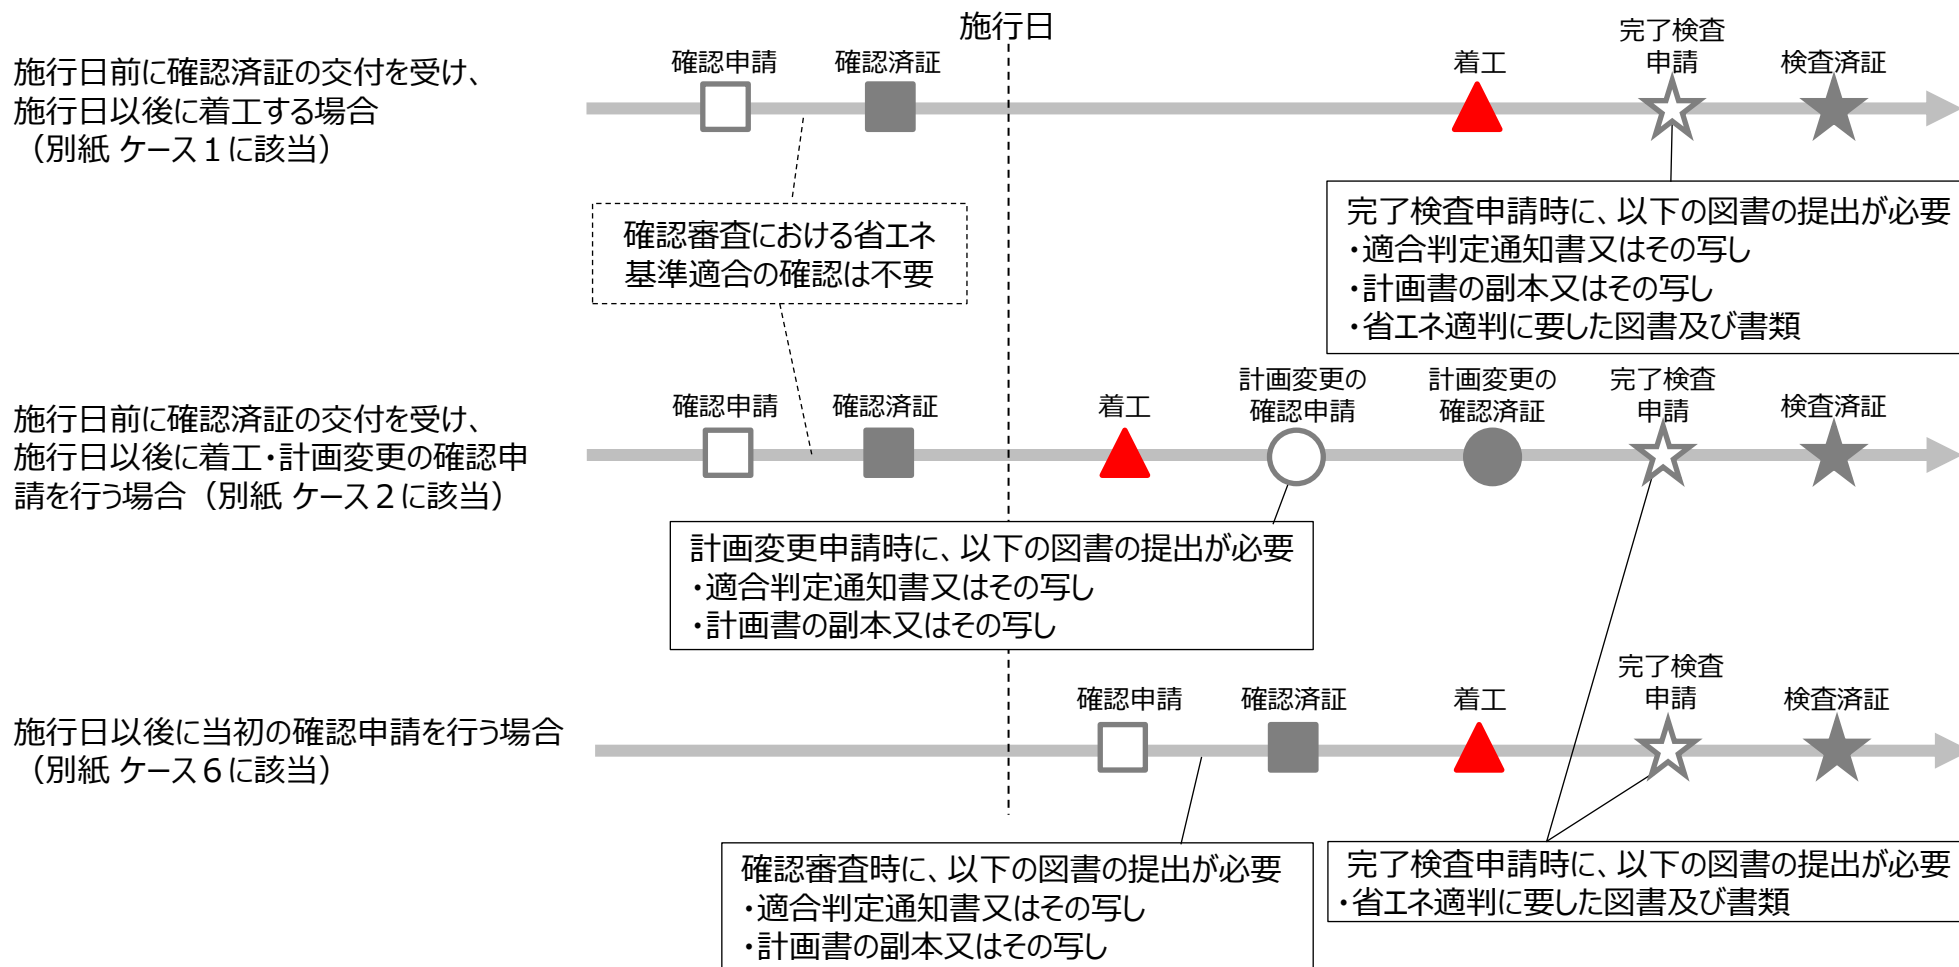 施行日
施行日前に確認済証の交付を受け、
施行日以後に着工する場合
（別紙 ケース１に該当）
確認申請
確認済証
着工
完了検査
申請
検査済証
確認審査における省エネ
基準適合の確認は不要
完了検査申請時に、以下の図書の提出が必要
・適合判定通知書又はその写し
・計画書の副本又はその写し
・省エネ適判に要した図書及び書類
施行日前に確認済証の交付を受け、
施行日以後に着工・計画変更の確認申
請を行う場合（別紙 ケース２に該当）
確認申請
確認済証
着工
計画変更の
確認申請
計画変更の
確認済証
完了検査
申請
検査済証
計画変更申請時に、以下の図書の提出が必要
・適合判定通知書又はその写し
・計画書の副本又はその写し
施行日以後に当初の確認申請を行う場合
（別紙 ケース６に該当）
確認申請
確認済証
着工
完了検査
申請
検査済証
確認審査時に、以下の図書の提出が必要
・適合判定通知書又はその写し
・計画書の副本又はその写し
完了検査申請時に、以下の図書の提出が必要
・省エネ適判に要した図書及び書類